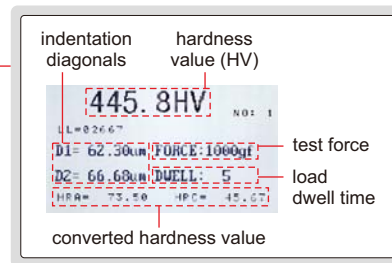 indentation diagonals
hardness value (HV)
445.8HV
NO: 1
LL=02667
D1= 62.30um FORCE:1000gf
test force
D2= 66.68um DWELL: 5
load dwell time
HRA= 73.50 HRC= 45.67
converted hardness value